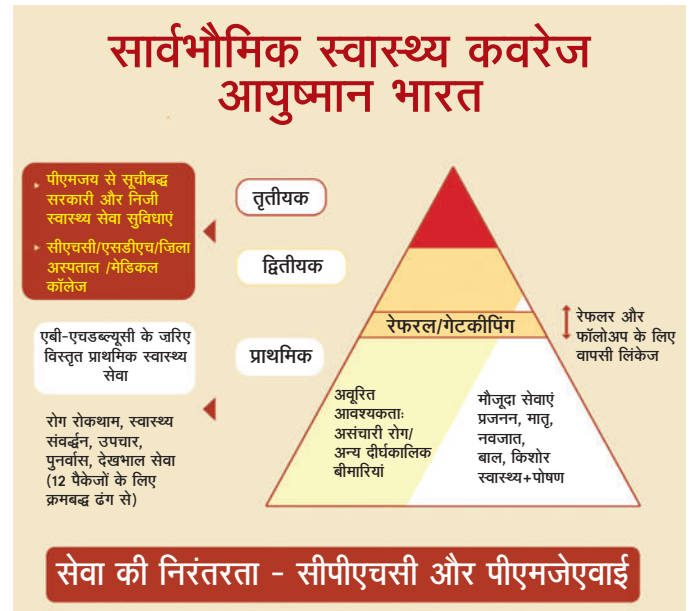 सार्वभौमिक स्वास्थ्य कवरेज
आयुष्मान भारत
पीएमजय से सूचीबद्ध
सरकारी और निजी
स्वास्थ्य सेवा सुविधाएं
सीएचसी/एसडीएच/जिला
अस्पताल /मेडिकल
कॉलेज
तृतीयक
द्वितीयक
प्राथमिक
एबी-एचडब्ल्यूसी के ज़रिए
विस्तृत प्राथमिक स्वास्थ्य
सेवा
रोग रोकथाम, स्वास्थ्य
संवर्द्धन, उपचार,
पुनर्वास, देखभाल सेवा
(12 पैकेजों के लिए
क्रमबद्ध ढंग से)
रेफरल/गेटकीपिंग
अवूरित
आवश्यकताः
असंचारी रोग/
अन्य दीर्घकालिक
बीमारियां
मौजूदा सेवाएं
प्रजनन, मातृ,
नवजात,
बाल, किशोर
स्वास्थ्य+पोषण
रेफलर और
फॉलोअप के लिए
वापसी लिंकेज
सेवा की निरंतरता - सीपीएचसी और पीएमजेएवाई